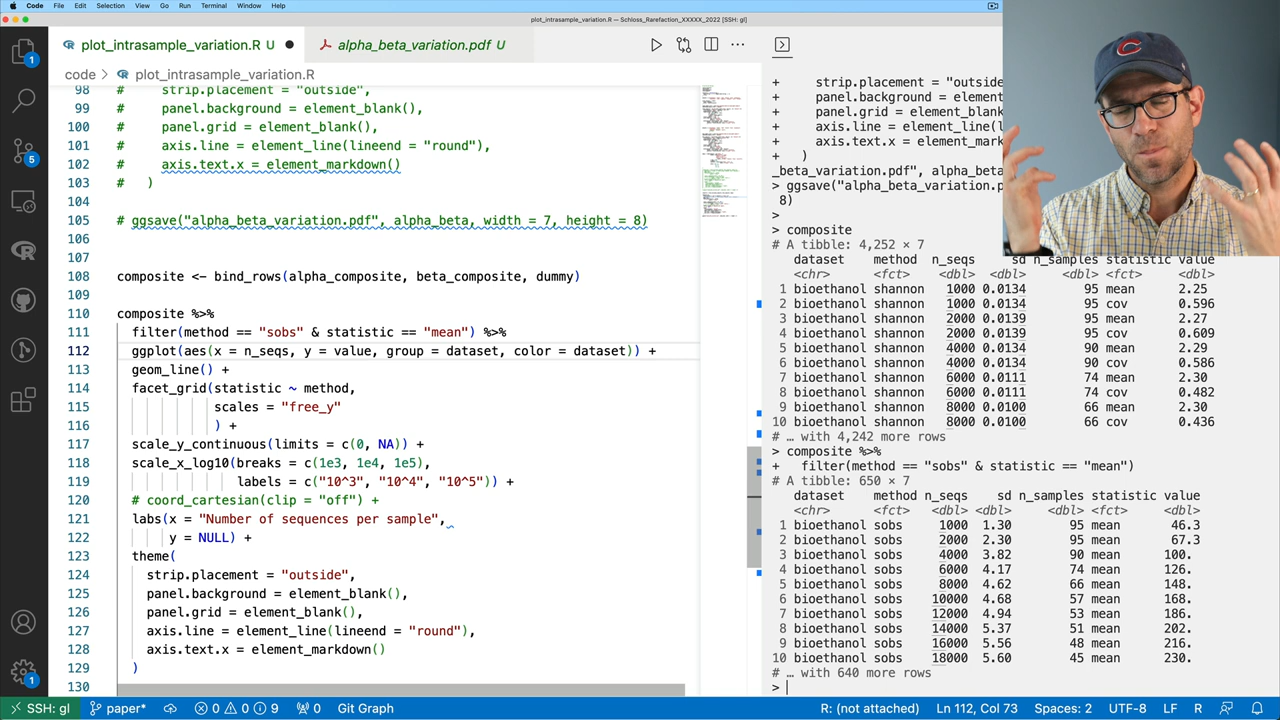 Code File Edit Selection View Go Run Terminal Window Help
plot_intrasample_variation.R — Schloss_Rarefaction_XXXXX_2022 [SSH: gl]
plot_intrasample_variation.R U
alpha_beta_variation.pdf U
code > plot_intrasample_variation.R
98 # strip.placement = "outside",
99 # panel.background = element_blank(),
100 # panel.grid = element_blank(),
101 # axis.line = element_line(lineend = "round"),
102 # axis.text.x = element_markdown()
103 # )
104
105 # ggsave("alpha_beta_variation.pdf", alpha_beta, width = 7, height = 8)
106
107
108 composite <- bind_rows(alpha_composite, beta_composite, dummy)
109
110 composite %>%
111 filter(method == "sobs" & statistic == "mean") %>%
112 ggplot(aes(x = n_seqs, y = value, group = dataset, color = dataset)) +
113 geom_line() +
114 facet_grid(statistic ~ method,
115 scales = "free_y"
116 ) +
117 scale_y_continuous(limits = c(0, NA)) +
118 scale_x_log10(breaks = c(1e3, 1e4, 1e5),
119 labels = c("10^3", "10^4", "10^5")) +
120 # coord_cartesian(clip = "off") +
121 labs(x = "Number of sequences per sample",
122 y = NULL) +
123 theme(
124 strip.placement = "outside",
125 panel.background = element_blank(),
126 panel.grid = element_blank(),
127 axis.line = element_line(lineend = "round"),
128 axis.text.x = element_markdown()
129 )
130
+ strip.placement = "outside
+ panel.background = element
+ panel.grid = element_blank
+ axis.line = element_line(l
+ axis.text.x = element_mark
+ )
_beta_variation.pdf", alpha_be
> ggsave("alpha_beta_variation.p
8)
>
> composite
# A tibble: 4,252 × 7
dataset method n_seqs sd n_samples statistic value
<chr> <fct> <dbl> <dbl> <dbl> <fct> <dbl>
1 bioethanol shannon 1000 0.0134 95 mean 2.25
2 bioethanol shannon 1000 0.0134 95 cov 0.596
3 bioethanol shannon 2000 0.0139 95 mean 2.27
4 bioethanol shannon 2000 0.0139 95 cov 0.609
5 bioethanol shannon 4000 0.0134 90 mean 2.29
6 bioethanol shannon 4000 0.0134 90 cov 0.586
7 bioethanol shannon 6000 0.0111 74 mean 2.30
8 bioethanol shannon 6000 0.0111 74 cov 0.482
9 bioethanol shannon 8000 0.0100 66 mean 2.30
10 bioethanol shannon 8000 0.0100 66 cov 0.436
# … with 4,242 more rows
> composite %>%
+ filter(method == "sobs" & statistic == "mean")
# A tibble: 650 × 7
dataset method n_seqs sd n_samples statistic value
<chr> <fct> <dbl> <dbl> <dbl> <fct> <dbl>
1 bioethanol sobs 1000 1.30 95 mean 46.3
2 bioethanol sobs 2000 2.30 95 mean 67.3
3 bioethanol sobs 4000 3.82 90 mean 100.
4 bioethanol sobs 6000 4.17 74 mean 126.
5 bioethanol sobs 8000 4.62 66 mean 148.
6 bioethanol sobs 10000 4.68 57 mean 168.
7 bioethanol sobs 12000 4.94 53 mean 186.
8 bioethanol sobs 14000 5.37 51 mean 202.
9 bioethanol sobs 16000 5.56 48 mean 216.
10 bioethanol sobs 18000 5.60 45 mean 230.
# … with 640 more rows
>
1
5
1
C
SSH: gl paper* 0 0 9 0 Git Graph R: (not attached) Ln 112, Col 73 Spaces: 2 UTF-8 LF R